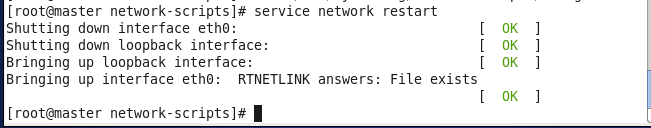 [root@master network-scripts]# service network restart
Shutting down interface eth0: [ OK ]
Shutting down loopback interface: [ OK ]
Bringing up loopback interface: [ OK ]
Bringing up interface eth0: RTNETLINK answers: File exists
[ OK ]
[root@master network-scripts]#